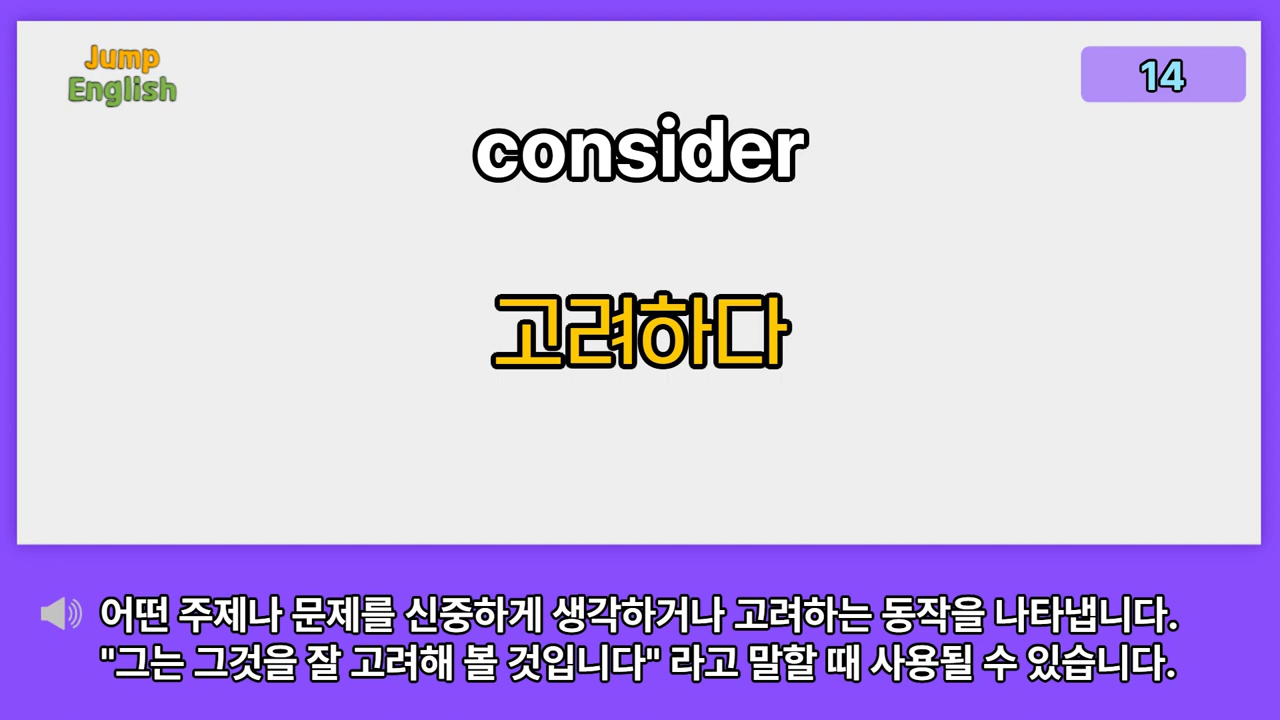 Jump
English
14
consider
고려하다
어떤 주제나 문제를 신중하게 생각하거나 고려하는 동작을 나타냅니다.
"그는 그것을 잘 고려해 볼 것입니다" 라고 말할 때 사용될 수 있습니다.